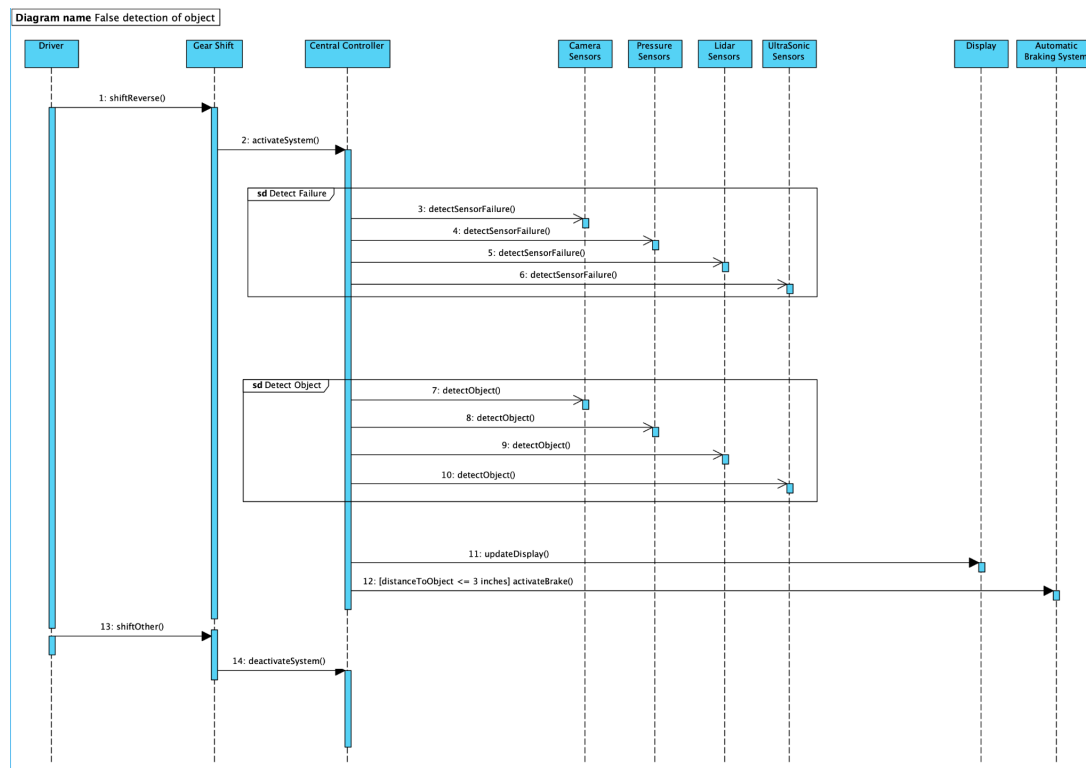 Diagram name False detection of object
Driver
Gear Shift
Central Controller
Camera
Sensors
Pressure
Sensors
Lidar
Sensors
UltraSonic
Sensors
Display
Automatic
Braking System
1: shiftReverse()
2: activateSystem()
sd Detect Failure
3: detectSensorFailure()
4: detectSensorFailure()
5: detectSensorFailure()
6: detectSensorFailure()
sd Detect Object
7: detectObject()
8: detectObject()
9: detectObject()
10: detectObject()
11: updateDisplay()
12: [distanceToObject <= 3 inches] activateBrake()
13: shiftOther()
14: deactivateSystem()